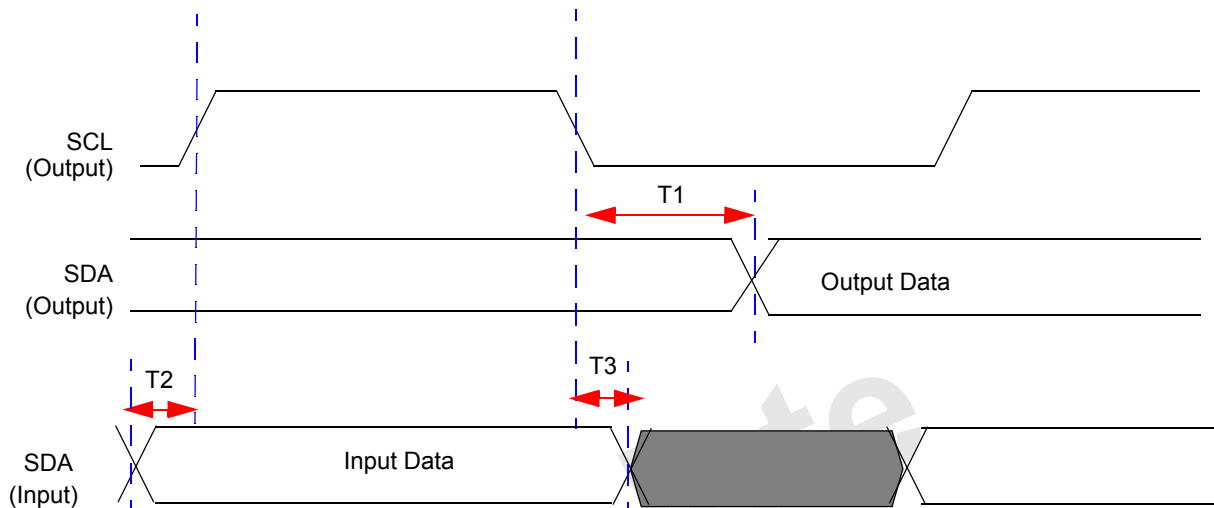 SCL
(Output)
T1
SDA
(Output)
Output Data
T2
T3
SDA
(Input)
Input Data